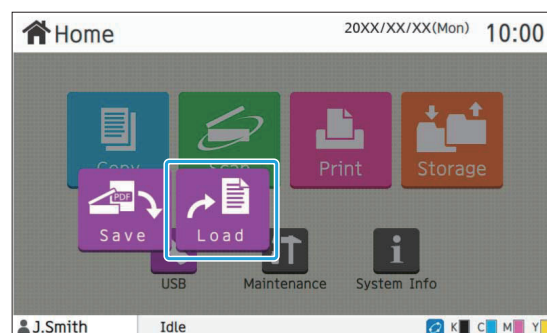 Home 20XX/XX/XX(Mon) 10:00
Copy Scan Print Storage
PDF
Save Load
USB Maintenance System Info
J.Smith Idle K C M Y